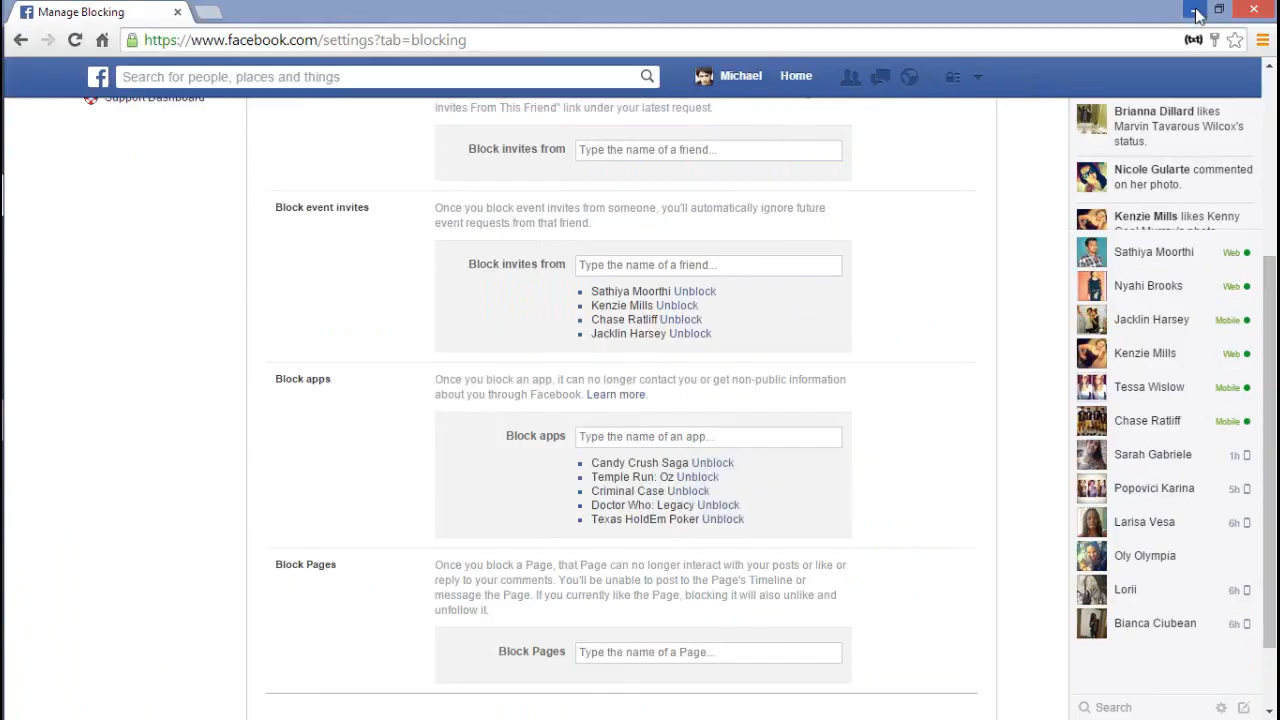 Manage Blocking
https://www.facebook.com/settings?tab=blocking
(txt)
Search for people, places and things
Michael
Home
Support Dashboard
Invites From This Friend" link under your latest request.
Block invites from
Type the name of a friend...
Block event invites
Once you block event invites from someone, you'll automatically ignore future
event requests from that friend.
Block invites from
Type the name of a friend...
Sathiya Moorthi Unblock
Kenzie Mills Unblock
Chase Ratliff Unblock
Jacklin Harsey Unblock
Block apps
Once you block an app, it can no longer contact you or get non-public information
about you through Facebook. Learn more.
Block apps
Type the name of an app...
Candy Crush Saga Unblock
Temple Run: Oz Unblock
Criminal Case Unblock
Doctor Who: Legacy Unblock
Texas HoldEm Poker Unblock
Block Pages
Once you block a Page, that Page can no longer interact with your posts or like or
reply to your comments. You'll be unable to post to the Page's Timeline or
message the Page. If you currently like the Page, blocking it will also unlike and
unfollow it.
Block Pages
Type the name of a Page...
Brianna Dillard likes
Marvin Tavarous Wilcox's
status.
Nicole Gularte commented
on her photo.
Kenzie Mills likes Kenny
Sathiya Moorthi Web
Nyahi Brooks Web
Jacklin Harsey Mobile
Kenzie Mills Web
Tessa Wislow Mobile
Chase Ratliff Mobile
Sarah Gabriele 1h
Popovici Karina 5h
Larisa Vesa 6h
Oly Olympia
Lorii 6h
Bianca Ciubean 6h
Search